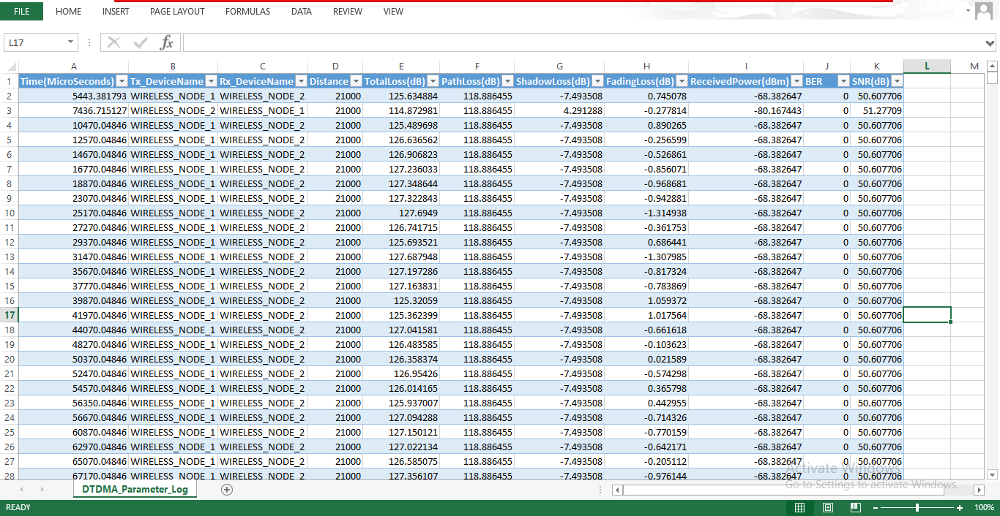 FILE HOME INSERT PAGE LAYOUT FORMULAS DATA REVIEW VIEW
L17 fx
A B C D E F G H I J K L M
1 Time(MicroSeconds) Tx_DeviceName Rx_DeviceName Distance TotalLoss(dB) PathLoss(dB) ShadowLoss(dB) FadingLoss(dB) ReceivedPower(dBm) BER SNR(dB)
2 5443.381793 WIRELESS_NODE_1 WIRELESS_NODE_2 21000 125.634884 118.886455 -7.493508 0.745078 -68.382647 0 50.607706
3 7436.715127 WIRELESS_NODE_2 WIRELESS_NODE_1 21000 114.872981 118.886455 4.291288 -0.277814 -80.167443 0 51.27709
4 10470.04846 WIRELESS_NODE_1 WIRELESS_NODE_2 21000 125.489698 118.886455 -7.493508 0.890265 -68.382647 0 50.607706
5 12570.04846 WIRELESS_NODE_1 WIRELESS_NODE_2 21000 126.636562 118.886455 -7.493508 -0.256599 -68.382647 0 50.607706
6 14670.04846 WIRELESS_NODE_1 WIRELESS_NODE_2 21000 126.906823 118.886455 -7.493508 -0.526861 -68.382647 0 50.607706
7 16770.04846 WIRELESS_NODE_1 WIRELESS_NODE_2 21000 127.236033 118.886455 -7.493508 -0.856071 -68.382647 0 50.607706
8 18870.04846 WIRELESS_NODE_1 WIRELESS_NODE_2 21000 127.348644 118.886455 -7.493508 -0.968681 -68.382647 0 50.607706
9 23070.04846 WIRELESS_NODE_1 WIRELESS_NODE_2 21000 127.322843 118.886455 -7.493508 -0.942881 -68.382647 0 50.607706
10 25170.04846 WIRELESS_NODE_1 WIRELESS_NODE_2 21000 127.6949 118.886455 -7.493508 -1.314938 -68.382647 0 50.607706
11 27270.04846 WIRELESS_NODE_1 WIRELESS_NODE_2 21000 126.741715 118.886455 -7.493508 -0.361753 -68.382647 0 50.607706
12 29370.04846 WIRELESS_NODE_1 WIRELESS_NODE_2 21000 125.693521 118.886455 -7.493508 0.686441 -68.382647 0 50.607706
13 31470.04846 WIRELESS_NODE_1 WIRELESS_NODE_2 21000 127.687948 118.886455 -7.493508 -1.307985 -68.382647 0 50.607706
14 35670.04846 WIRELESS_NODE_1 WIRELESS_NODE_2 21000 127.197286 118.886455 -7.493508 -0.817324 -68.382647 0 50.607706
15 37770.04846 WIRELESS_NODE_1 WIRELESS_NODE_2 21000 127.163831 118.886455 -7.493508 -0.783869 -68.382647 0 50.607706
16 39870.04846 WIRELESS_NODE_1 WIRELESS_NODE_2 21000 125.32059 118.886455 -7.493508 1.059372 -68.382647 0 50.607706
17 41970.04846 WIRELESS_NODE_1 WIRELESS_NODE_2 21000 125.362399 118.886455 -7.493508 1.017564 -68.382647 0 50.607706
18 44070.04846 WIRELESS_NODE_1 WIRELESS_NODE_2 21000 127.041581 118.886455 -7.493508 -0.661618 -68.382647 0 50.607706
19 48270.04846 WIRELESS_NODE_1 WIRELESS_NODE_2 21000 126.483585 118.886455 -7.493508 -0.103623 -68.382647 0 50.607706
20 50370.04846 WIRELESS_NODE_1 WIRELESS_NODE_2 21000 126.358374 118.886455 -7.493508 0.021589 -68.382647 0 50.607706
21 52470.04846 WIRELESS_NODE_1 WIRELESS_NODE_2 21000 126.95426 118.886455 -7.493508 -0.574298 -68.382647 0 50.607706
22 54570.04846 WIRELESS_NODE_1 WIRELESS_NODE_2 21000 126.014165 118.886455 -7.493508 0.365798 -68.382647 0 50.607706
23 56350.04846 WIRELESS_NODE_1 WIRELESS_NODE_2 21000 125.937007 118.886455 -7.493508 0.442955 -68.382647 0 50.607706
24 56670.04846 WIRELESS_NODE_1 WIRELESS_NODE_2 21000 127.094288 118.886455 -7.493508 -0.714326 -68.382647 0 50.607706
25 60870.04846 WIRELESS_NODE_1 WIRELESS_NODE_2 21000 127.150121 118.886455 -7.493508 -0.770159 -68.382647 0 50.607706
26 62970.04846 WIRELESS_NODE_1 WIRELESS_NODE_2 21000 127.022134 118.886455 -7.493508 -0.642171 -68.382647 0 50.607706
27 65070.04846 WIRELESS_NODE_1 WIRELESS_NODE_2 21000 126.585075 118.886455 -7.493508 -0.205112 -68.382647 0 50.607706
28 67170.04846 WIRELESS_NODE_1 WIRELESS_NODE_2 21000 127.356107 118.886455 -7.493508 -0.976144 -68.382647 0 50.607706
Activate Windows
Go to Settings to activate Windows.
DTDMA_Parameter_Log
READY 100%